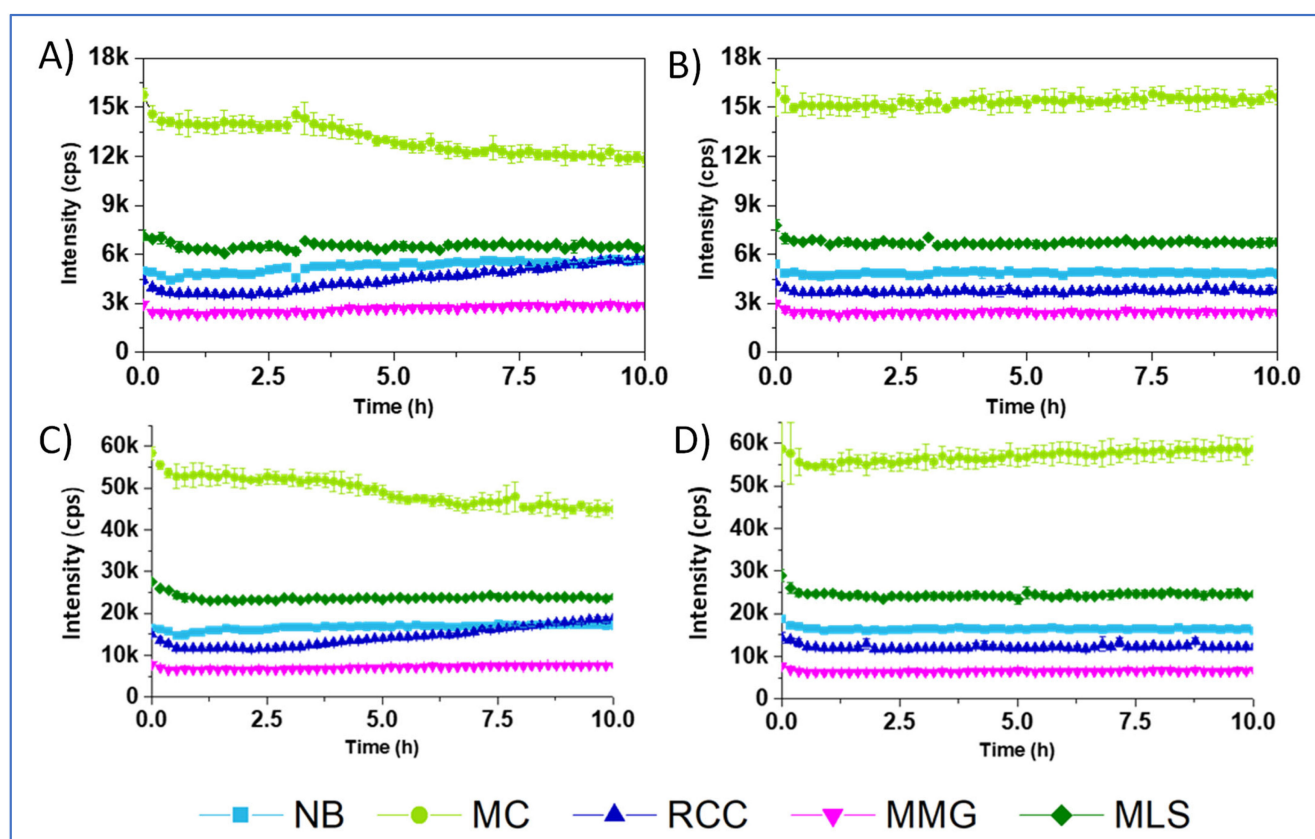 A)
18k
15k
12k
9k
6k
3k
0
Intensity (cps)
0.0 2.5 5.0 7.5 10.0
Time (h)
B)
18k
15k
12k
9k
6k
3k
0
Intensity (cps)
0.0 2.5 5.0 7.5 10.0
Time (h)
C)
60k
50k
40k
30k
20k
10k
0
Intensity (cps)
0.0 2.5 5.0 7.5 10.0
Time (h)
D)
60k
50k
40k
30k
20k
10k
0
Intensity (cps)
0.0 2.5 5.0 7.5 10.0
Time (h)
NB MC RCC MMG MLS